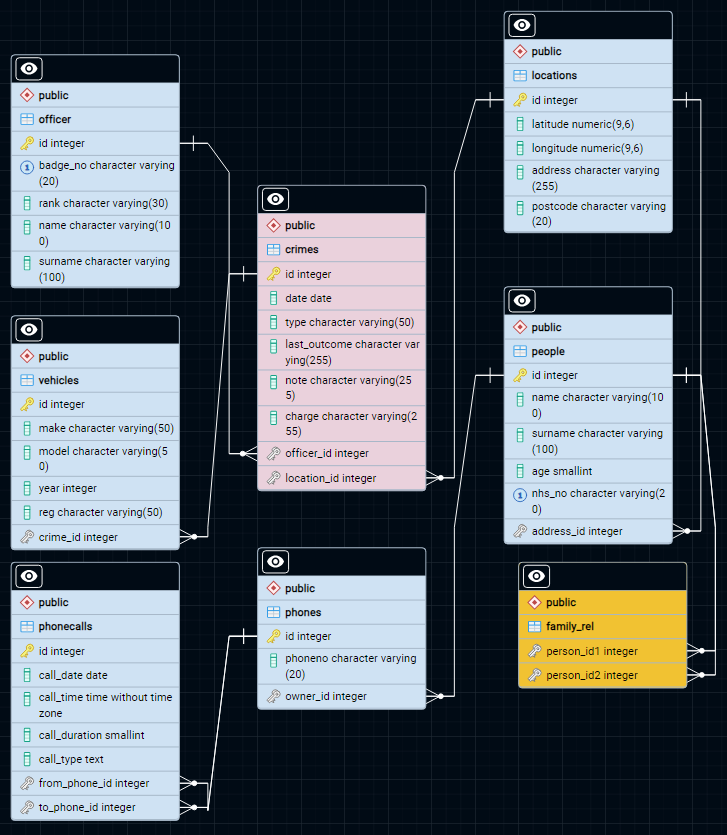 public
officer
id integer
badge_no character varying
(20)
rank character varying(30)
name character varying(10
0)
surname character varying
(100)
public
vehicles
id integer
make character varying(50)
model character varying(5
0)
year integer
reg character varying(50)
crime_id integer
public
phonecalls
id integer
call_date date
call_time time without time
zone
call_duration smallint
call_type text
from_phone_id integer
to_phone_id integer
public
crimes
id integer
date date
type character varying(50)
last_outcome character var
ying(255)
note character varying(25
5)
charge character varying(2
55)
officer_id integer
location_id integer
public
phones
id integer
phoneno character varying
(20)
owner_id integer
public
locations
id integer
latitude numeric(9,6)
longitude numeric(9,6)
address character varying
(255)
postcode character varying
(20)
public
people
id integer
name character varying(10
0)
surname character varying
(100)
age smallint
nhs_no character varying(2
0)
address_id integer
public
family_rel
person_id1 integer
person_id2 integer